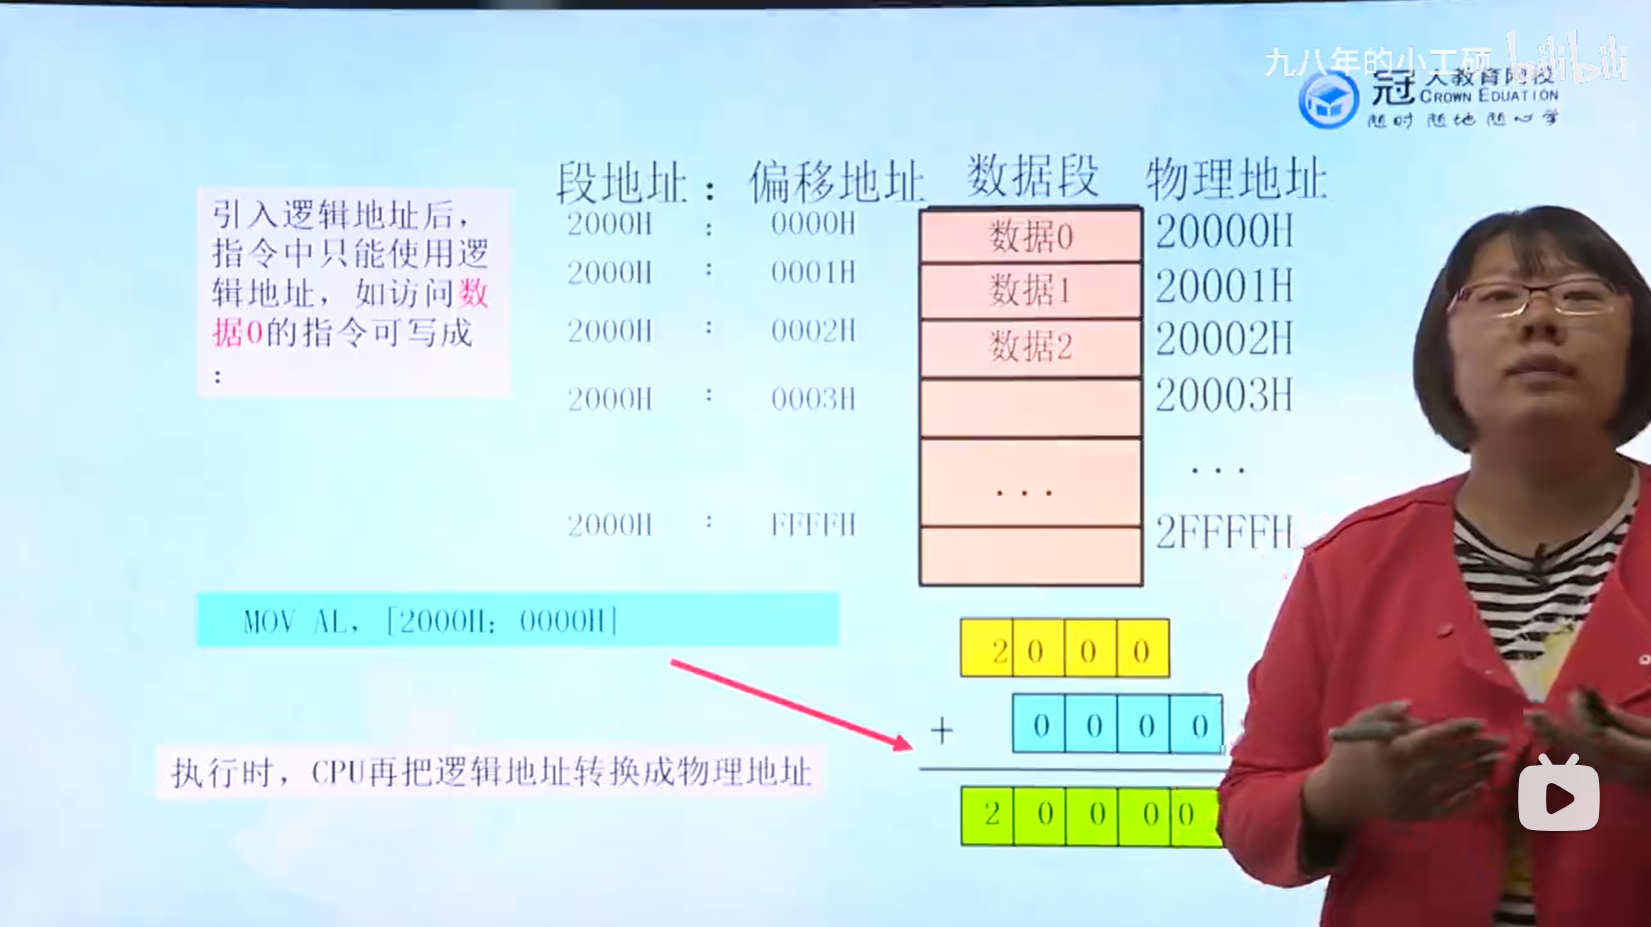 九八年的小工硕 bilibili
冠
CROWN EDUATION
随时 随地 随心学
段地址 : 偏移地址 数据段 物理地址
引入逻辑地址后，
指令中只能使用逻
辑地址，如访问数
据0的指令可写成
：
2000H : 0000H 数据0 20000H
2000H : 0001H 数据1 20001H
2000H : 0002H 数据2 20002H
2000H : 0003H 20003H
... ...
2000H : FFFFH 2FFFFH
MOV AL, [2000H: 0000H]
2 0 0 0
+ 0 0 0 0
执行时，CPU再把逻辑地址转换成物理地址
2 0 0 0 0